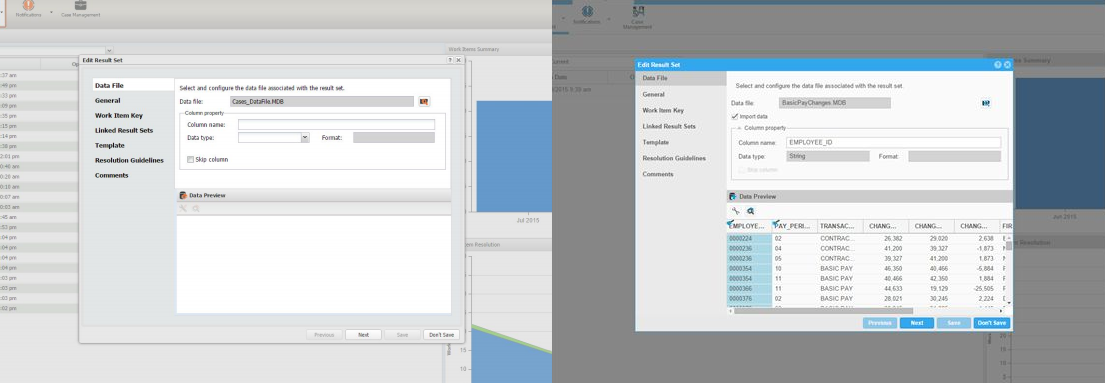 Notifications
Case Management
Work Items Summary
Edit Result Set
Data File
General
Work Item Key
Linked Result Sets
Template
Resolution Guidelines
Comments
Select and configure the data file associated with the result set.
Data file:
Cases_DataFile.MDB
Column property
Column name:
Data type:
Format:
Skip column
Data Preview
Previous
Next
Save
Don't Save
Jul 2015
Notifications
Case Management
Edit Result Set
Data File
General
Work Item Key
Linked Result Sets
Template
Resolution Guidelines
Comments
Select and configure the data file associated with the result set.
Data file:
BasicPayChanges.MDB
Import data
Column property
Column name:
EMPLOYEE_ID
Data type:
String
Format:
Skip column
Data Preview
EMPLOYE... PAY_PERI... TRANSAC... CHANG... CHANG... CHANG... FIR
0000224 02 CONTRAC... 26,382 29,020 2,638
0000236 04 CONTRAC... 41,200 39,327 -1,873
0000236 05 CONTRAC... 39,327 41,200 1,873
0000354 10 BASIC PAY 46,350 40,466 -5,884
0000354 11 BASIC PAY 40,466 42,350 1,884
0000366 11 BASIC PAY 44,633 19,129 -25,505
0000376 02 BASIC PAY 28,021 30,245 2,224
Previous
Next
Save
Don't Save
Jul 2015